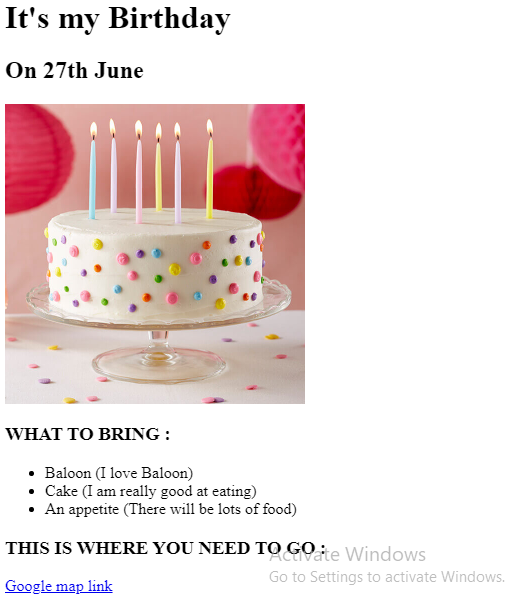 It's my Birthday
On 27th June
WHAT TO BRING :
Baloon (I love Baloon)
Cake (I am really good at eating)
An appetite (There will be lots of food)
THIS IS WHERE YOU NEED TO GO :
Activate Windows
Go to Settings to activate Windows.
Google map link